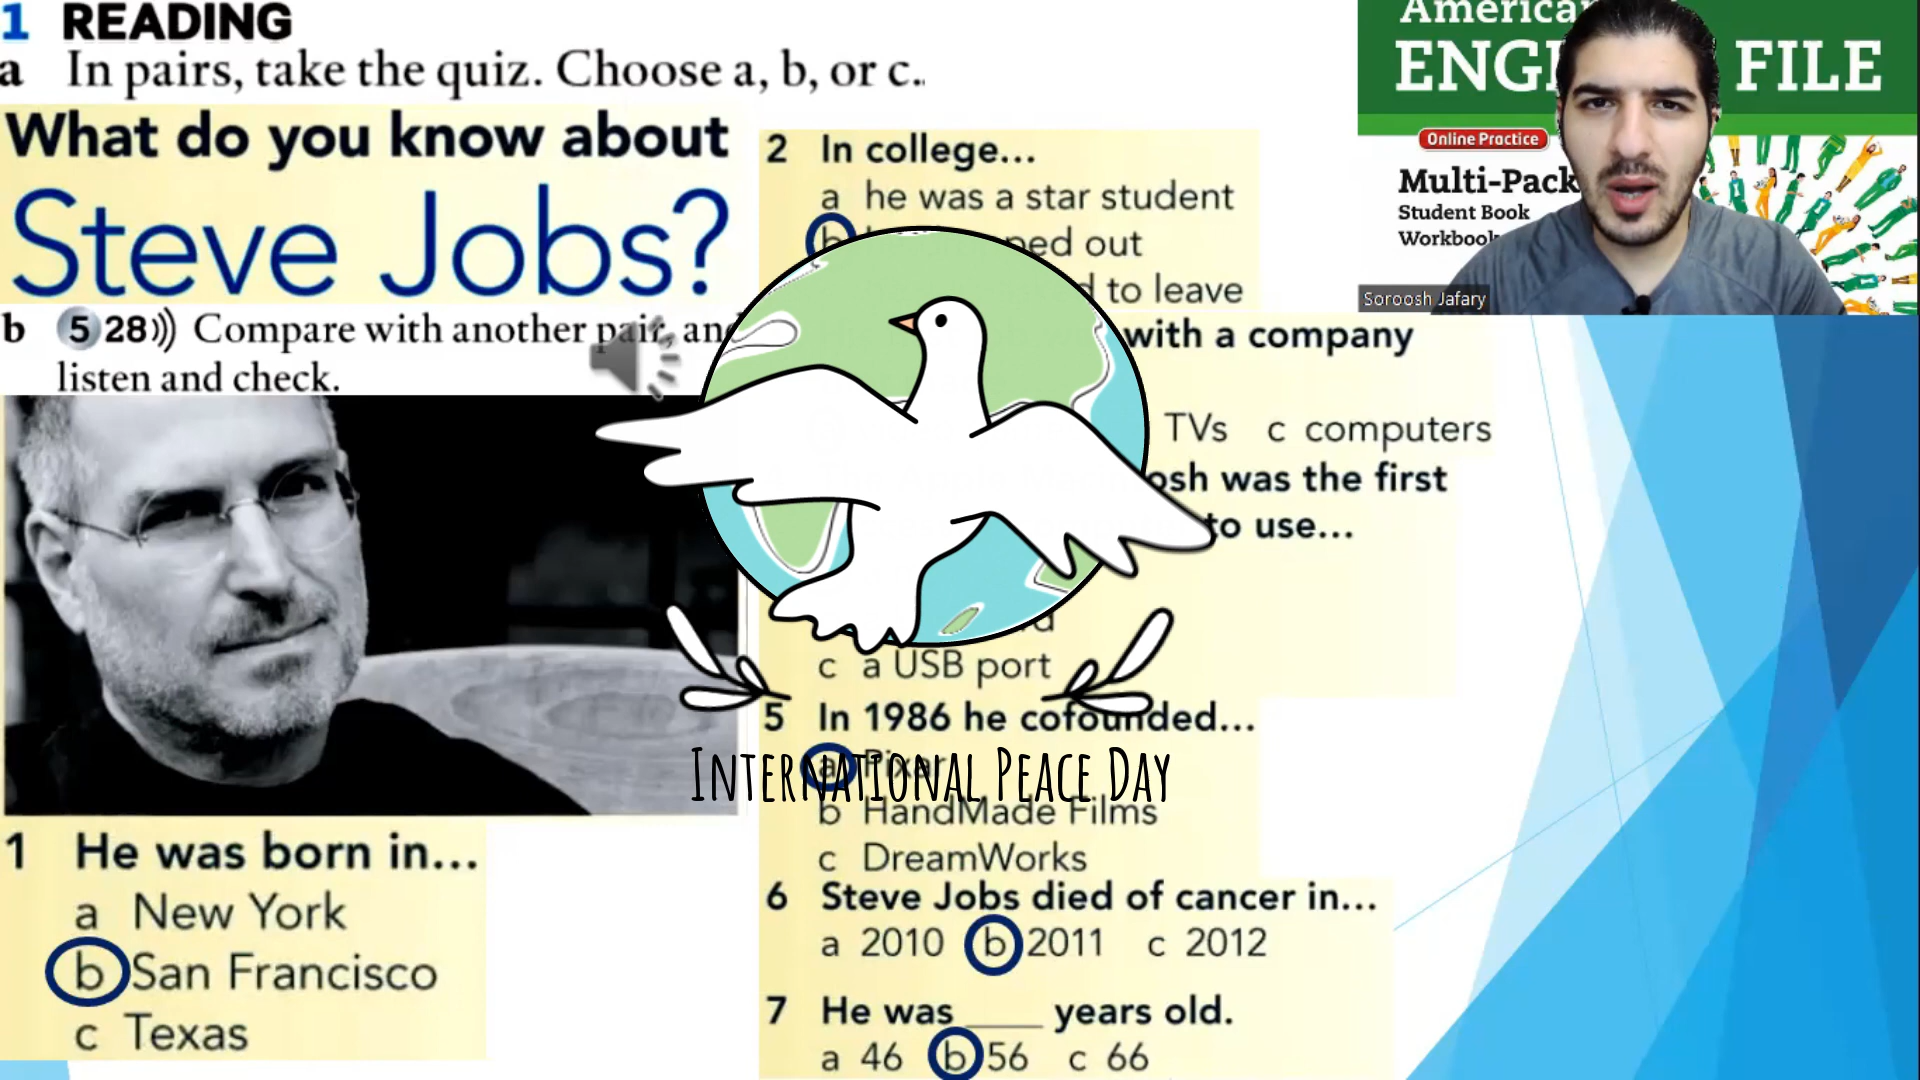 1 READING
a In pairs, take the quiz. Choose a, b, or c..
What do you know about
Steve Jobs?
b 5 28))) Compare with another pair, and
listen and check.
1 He was born in...
a New York
b San Francisco
c Texas
2 In college...
a he was a star student
b out
to leave
with a company
TVs c computers
was the first
to use...
c a USB port
5 In 1986 he cofounded...
a Pixar
b HandMade Films
c DreamWorks
6 Steve Jobs died of cancer in...
a 2010 b 2011 c 2012
7 He was ____ years old.
a 46 b 56 c 66
INTERNATIONAL PEACE DAY
American
FILE
Online Practice
Multi-Pack
Student Book
Workbook
Soroosh Jafary